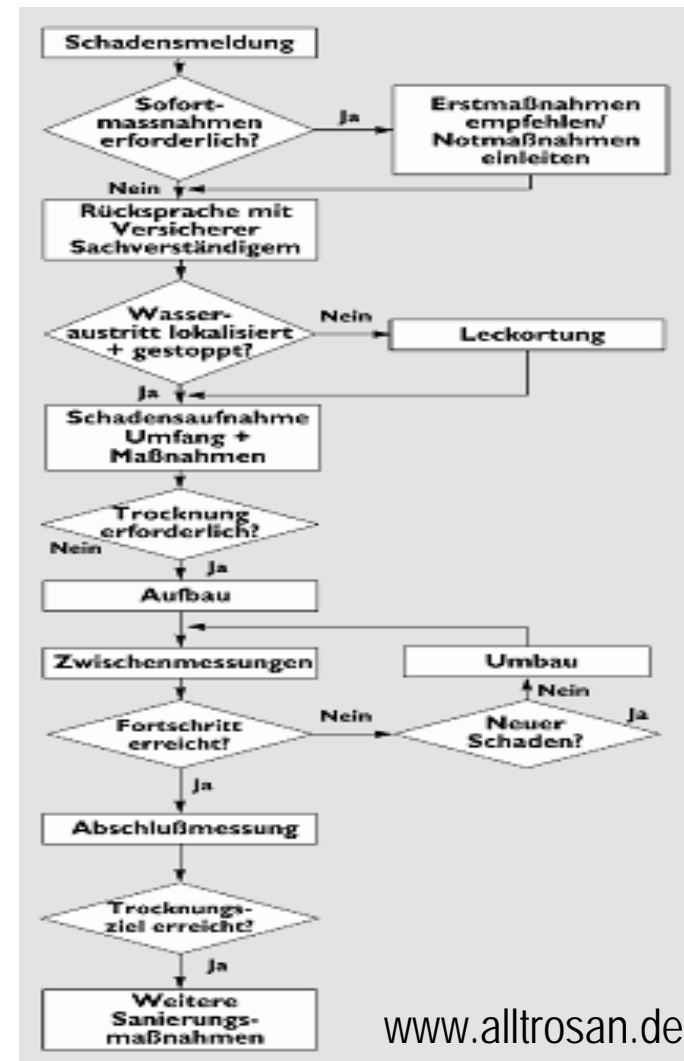 Schadensmeldung
Sofort-
massnahmen
erforderlich?
Ja
Erstmaßnahmen
empfehlen/
Notmaßnahmen
einleiten
Nein
Rücksprache mit
Versicherer
Sachverständigem
Wasser-
austritt lokalisiert
+ gestoppt?
Nein
Leckortung
Ja
Schadensaufnahme
Umfang +
Maßnahmen
Trocknung
erforderlich?
Nein
Ja
Aufbau
Zwischenmessungen
Umbau
Fortschritt
erreicht?
Nein
Nein
Neuer
Schaden?
Ja
Ja
Abschlußmessung
Trocknungs-
ziel erreicht?
Ja
Weitere
Sanierungs-
maßnahmen
www.alltrosan.de